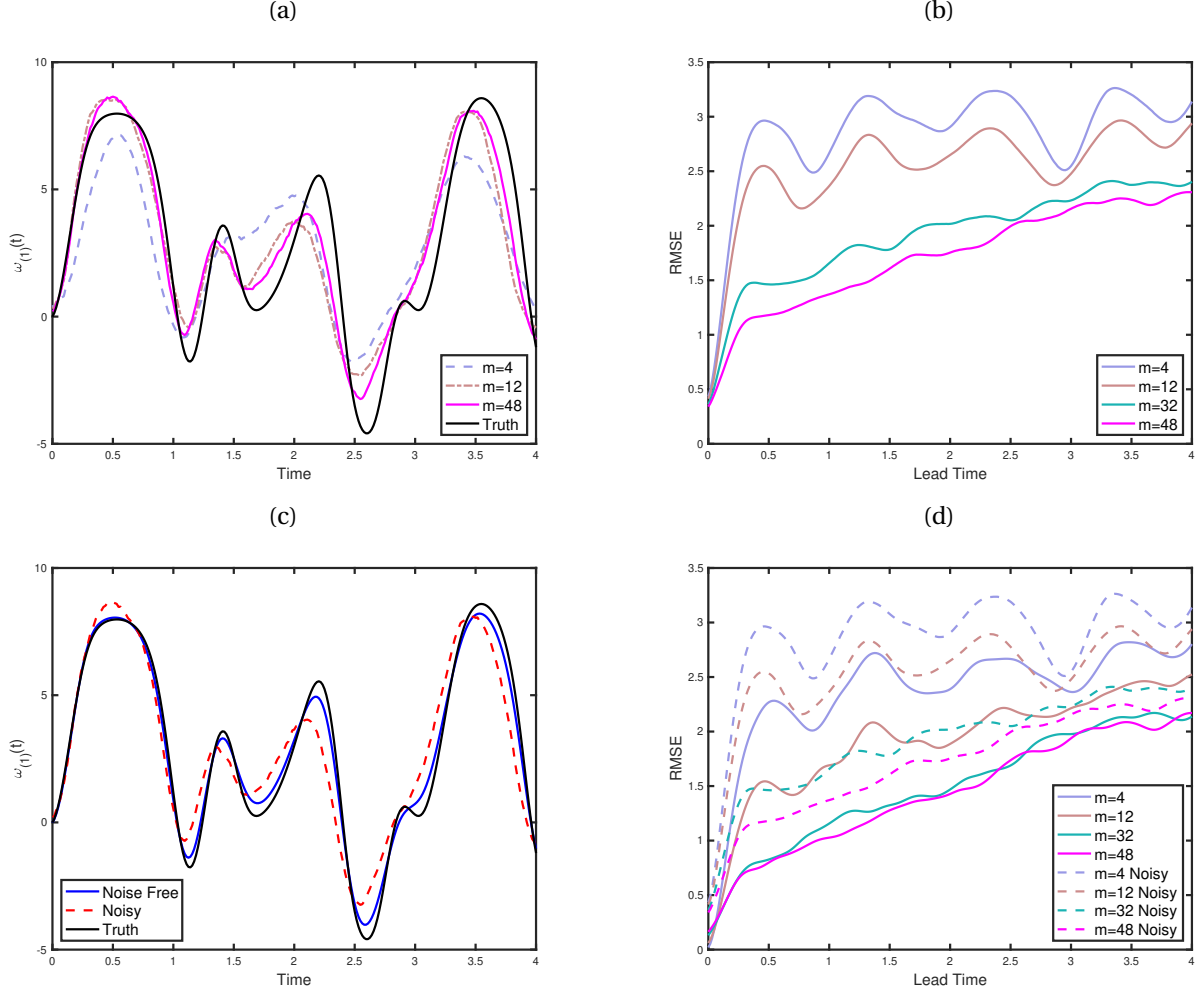 (a)
10
5
0
-5
ω(1)(t)
0 0.5 1 1.5 2 2.5 3 3.5 4
Time
m=4
m=12
m=48
Truth
(b)
3.5
3
2.5
2
1.5
1
0.5
0
RMSE
0 0.5 1 1.5 2 2.5 3 3.5 4
Lead Time
m=4
m=12
m=32
m=48
(c)
10
5
0
-5
ω(1)(t)
0 0.5 1 1.5 2 2.5 3 3.5 4
Time
Noise Free
Noisy
Truth
(d)
3.5
3
2.5
2
1.5
1
0.5
0
RMSE
0 0.5 1 1.5 2 2.5 3 3.5 4
Lead Time
m=4
m=12
m=32
m=48
m=4 Noisy
m=12 Noisy
m=32 Noisy
m=48 Noisy